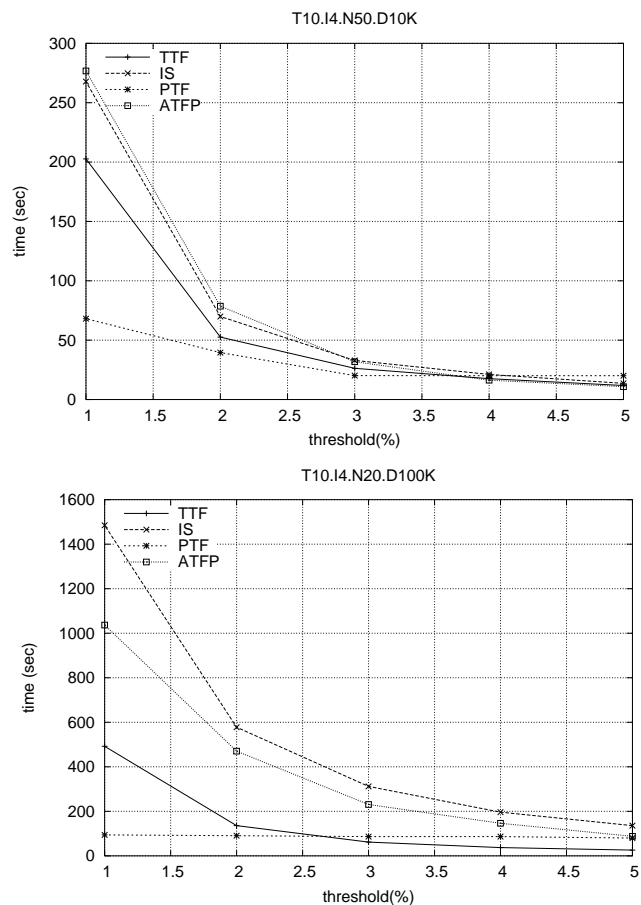 T10.I4.N50.D10K
300
250
200
150
100
50
0
time (sec)
TTF
IS
PTF
ATFP
1 1.5 2 2.5 3 3.5 4 4.5 5
threshold(%)
T10.I4.N20.D100K
1600
1400
1200
1000
800
600
400
200
0
time (sec)
TTF
IS
PTF
ATFP
1 1.5 2 2.5 3 3.5 4 4.5 5
threshold(%)